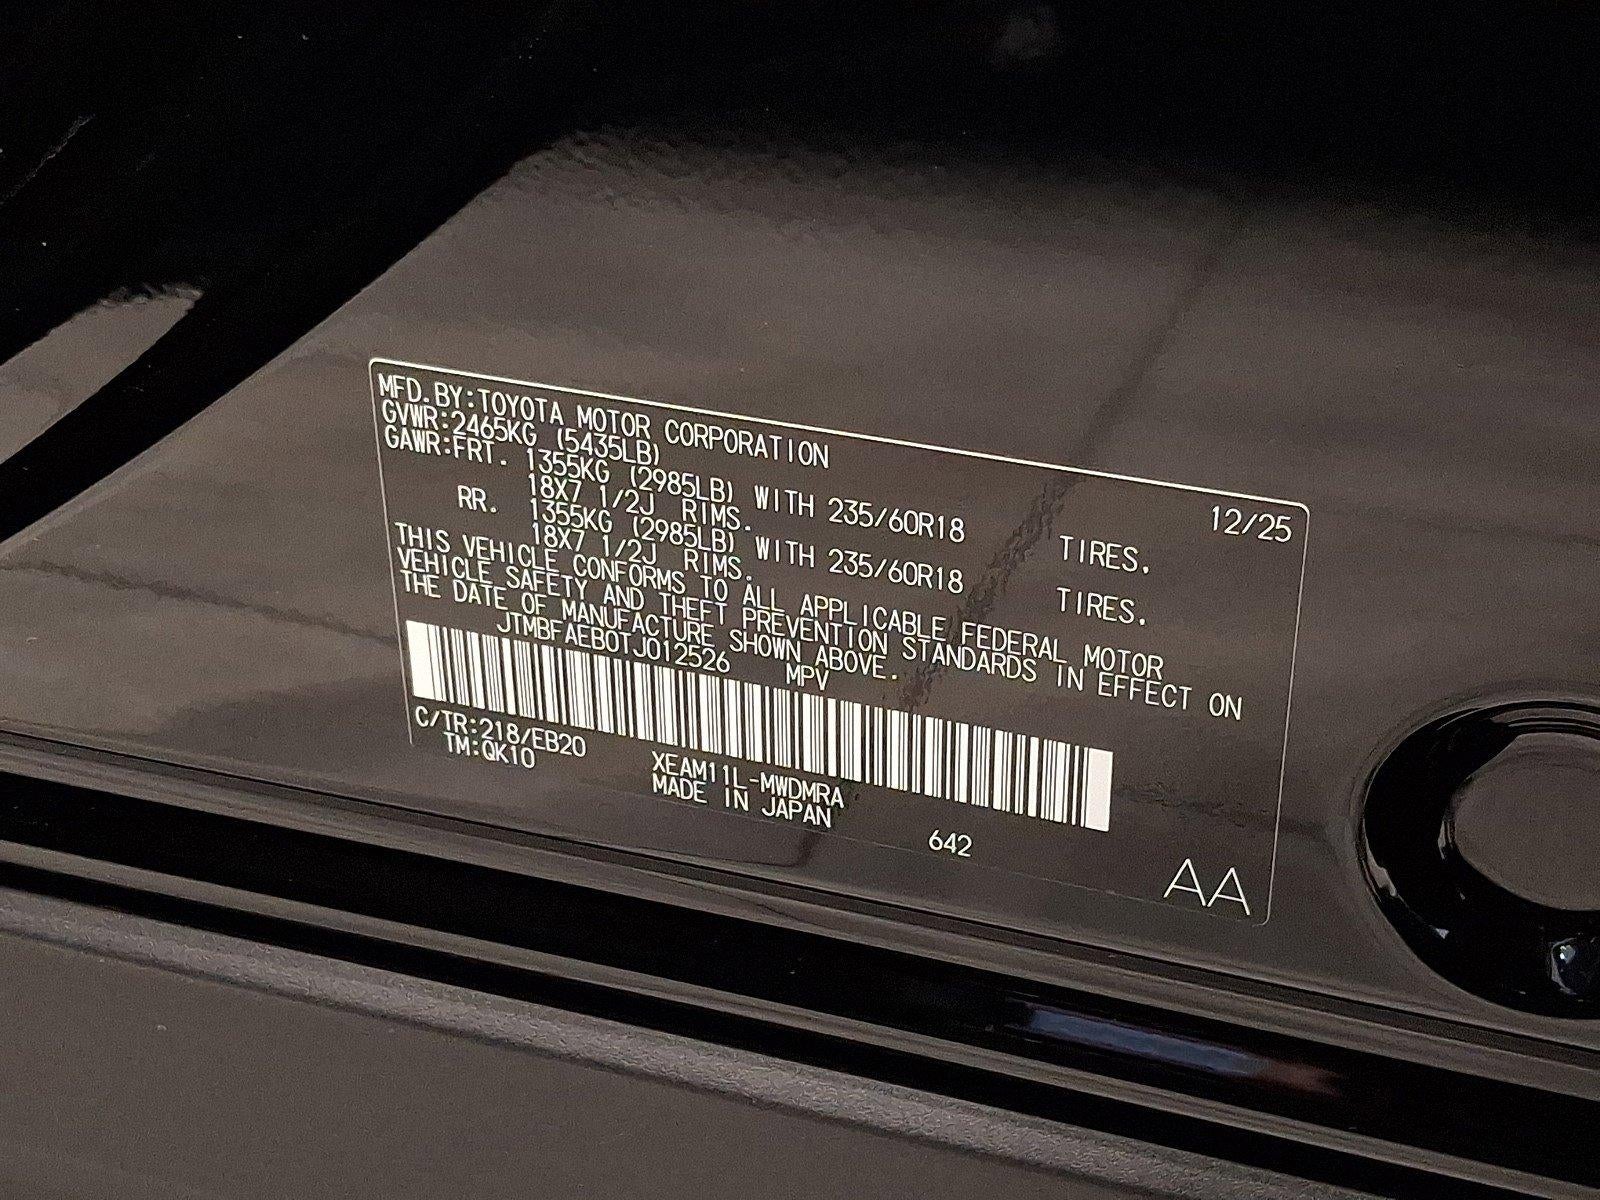 MFD.BY:TOYOTA MOTOR CORPORATION 12/25
GVWR:2465KG (5435LB)
GAWR:FRT. 1355KG (2985LB) WITH 235/60R18 TIRES.
18X7 1/2J RIMS.
RR. 1355KG (2985LB) WITH 235/60R18 TIRES.
18X7 1/2J RIMS.
THIS VEHICLE CONFORMS TO ALL APPLICABLE FEDERAL MOTOR
VEHICLE SAFETY AND THEFT PREVENTION STANDARDS IN EFFECT ON
THE DATE OF MANUFACTURE SHOWN ABOVE.
JTMBFAEB0TJ012526 MPV
C/TR:218/EB20 XEAM11L-MWDMRA
TM:QK10 MADE IN JAPAN 642
AA